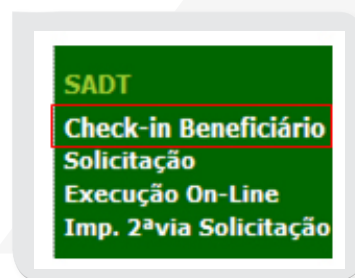 SADT
Check-in Beneficiário
Solicitação
Execução On-Line
Imp. 2ªvia Solicitação